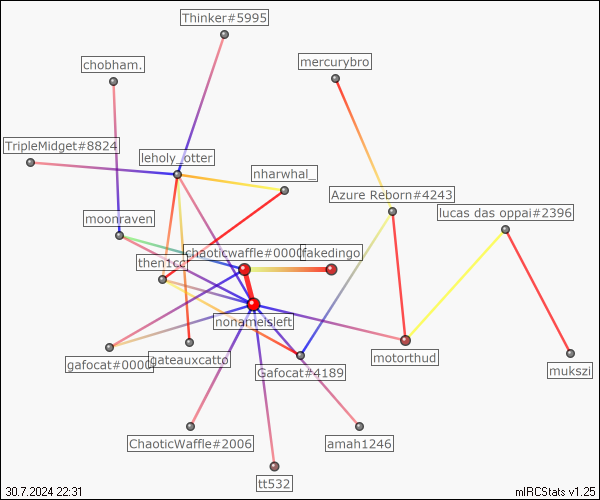 Thinker#5995
mercurybro
chobham.
TripleMidget#8824
leholy_otter
nharwhal_
Azure Reborn#4243
lucas das oppai#2396
moonraven
chaoticwaffle#0000
fakedingo
then1cc
nonameisleft
gafocat#0000
gateauxcatto
Gafocat#4189
motorthud
mukszi
ChaoticWaffle#2006
amah1246
tt532
30.7.2024 22:31
mIRCStats v1.25